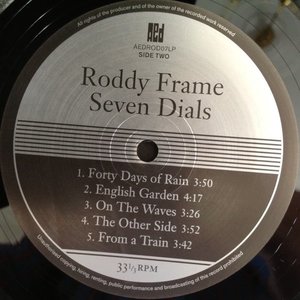 All rights of the producer and of the owner of the recorded work reserved.
aed
AEDROD07LP
SIDE TWO
Roddy Frame
Seven Dials
1. Forty Days of Rain 3:50
2. English Garden 4:17
3. On The Waves 3:26
4. The Other Side 3:52
5. From a Train 3:42
33⅓ RPM
Unauthorised copying, hiring, renting, public performance and broadcasting of this record prohibited.